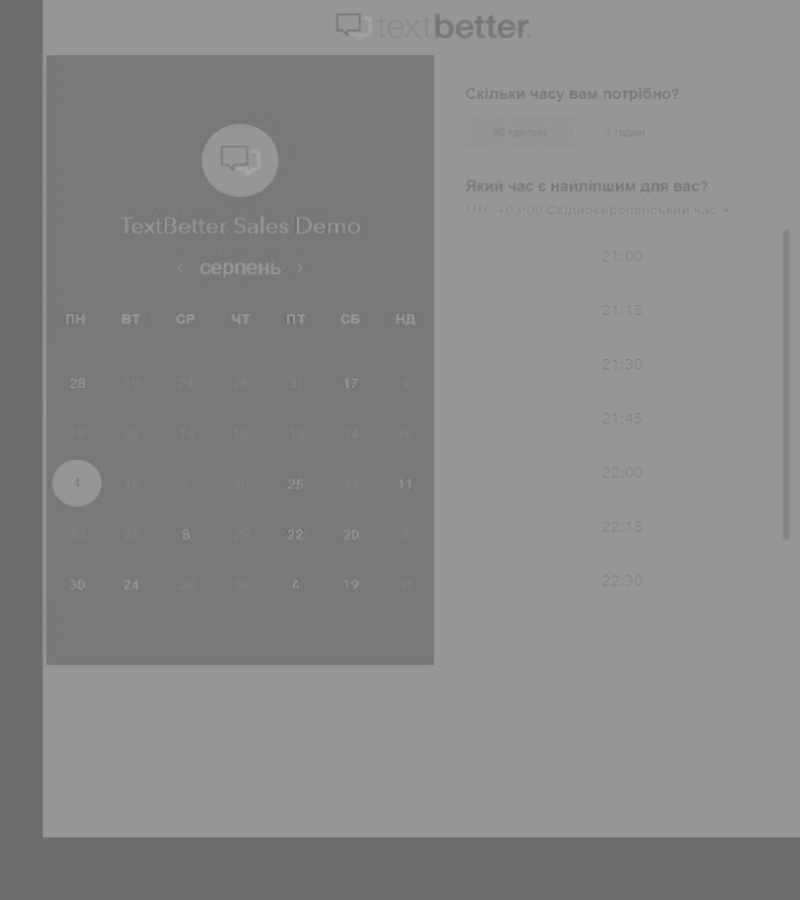 textbetter.
TextBetter Sales Demo
‹ серпень ›
ПН ВТ СР ЧТ ПТ СБ НД
28 19 24 25 31 17 4
19 25 14 18 13 14 16
4 19 2 30 25 13 11
13 26 8 29 22 20 8
30 24 20 20 4 19 31
Скільки часу вам потрібно?
40 хвилин 1 годин
Який час є найліпшим для вас?
UTC +03:00 Східноєвропейський час
21:00
21:15
21:30
21:45
22:00
22:15
22:30